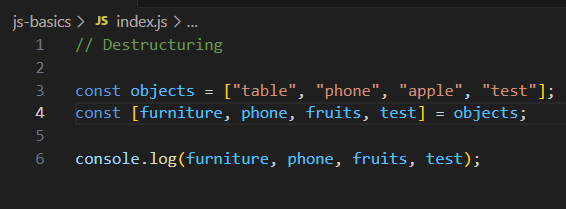 js-basics > JS index.js > ...
1 // Destructuring
2
3 const objects = ["table", "phone", "apple", "test"];
4 const [furniture, phone, fruits, test] = objects;
5
6 console.log(furniture, phone, fruits, test);